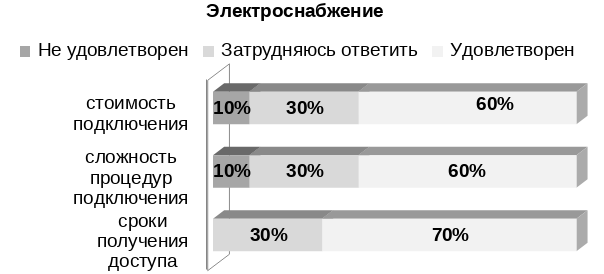 Электроснабжение
Не удовлетворен Затрудняюсь ответить Удовлетворен
стоимость
подключения
10% 30% 60%
сложность
процедур
подключения
10% 30% 60%
сроки
получения
доступа
30% 70%